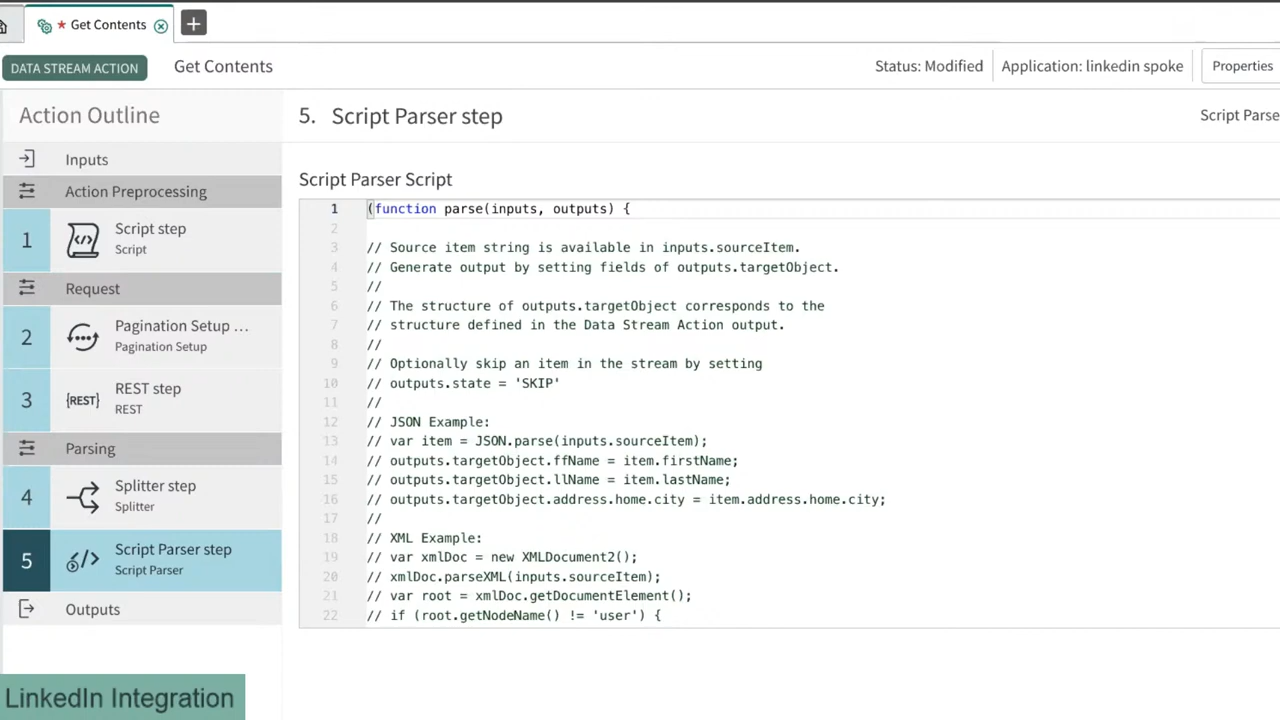 * Get Contents
DATA STREAM ACTION
Get Contents
Status: Modified
Application: linkedin spoke
Properties
Action Outline
Inputs
Action Preprocessing
1
Script step
Script
Request
2
Pagination Setup ...
Pagination Setup
3
{REST}
REST step
REST
Parsing
4
Splitter step
Splitter
5
Script Parser step
Script Parser
Outputs
5. Script Parser step
Script Parse
Script Parser Script
1 (function parse(inputs, outputs) {
2
3 // Source item string is available in inputs.sourceItem.
4 // Generate output by setting fields of outputs.targetObject.
5 //
6 // The structure of outputs.targetObject corresponds to the
7 // structure defined in the Data Stream Action output.
8 //
9 // Optionally skip an item in the stream by setting
10 // outputs.state = 'SKIP'
11 //
12 // JSON Example:
13 // var item = JSON.parse(inputs.sourceItem);
14 // outputs.targetObject.ffName = item.firstName;
15 // outputs.targetObject.llName = item.lastName;
16 // outputs.targetObject.address.home.city = item.address.home.city;
17 //
18 // XML Example:
19 // var xmlDoc = new XMLDocument2();
20 // xmlDoc.parseXML(inputs.sourceItem);
21 // var root = xmlDoc.getDocumentElement();
22 // if (root.getNodeName() != 'user') {
LinkedIn Integration